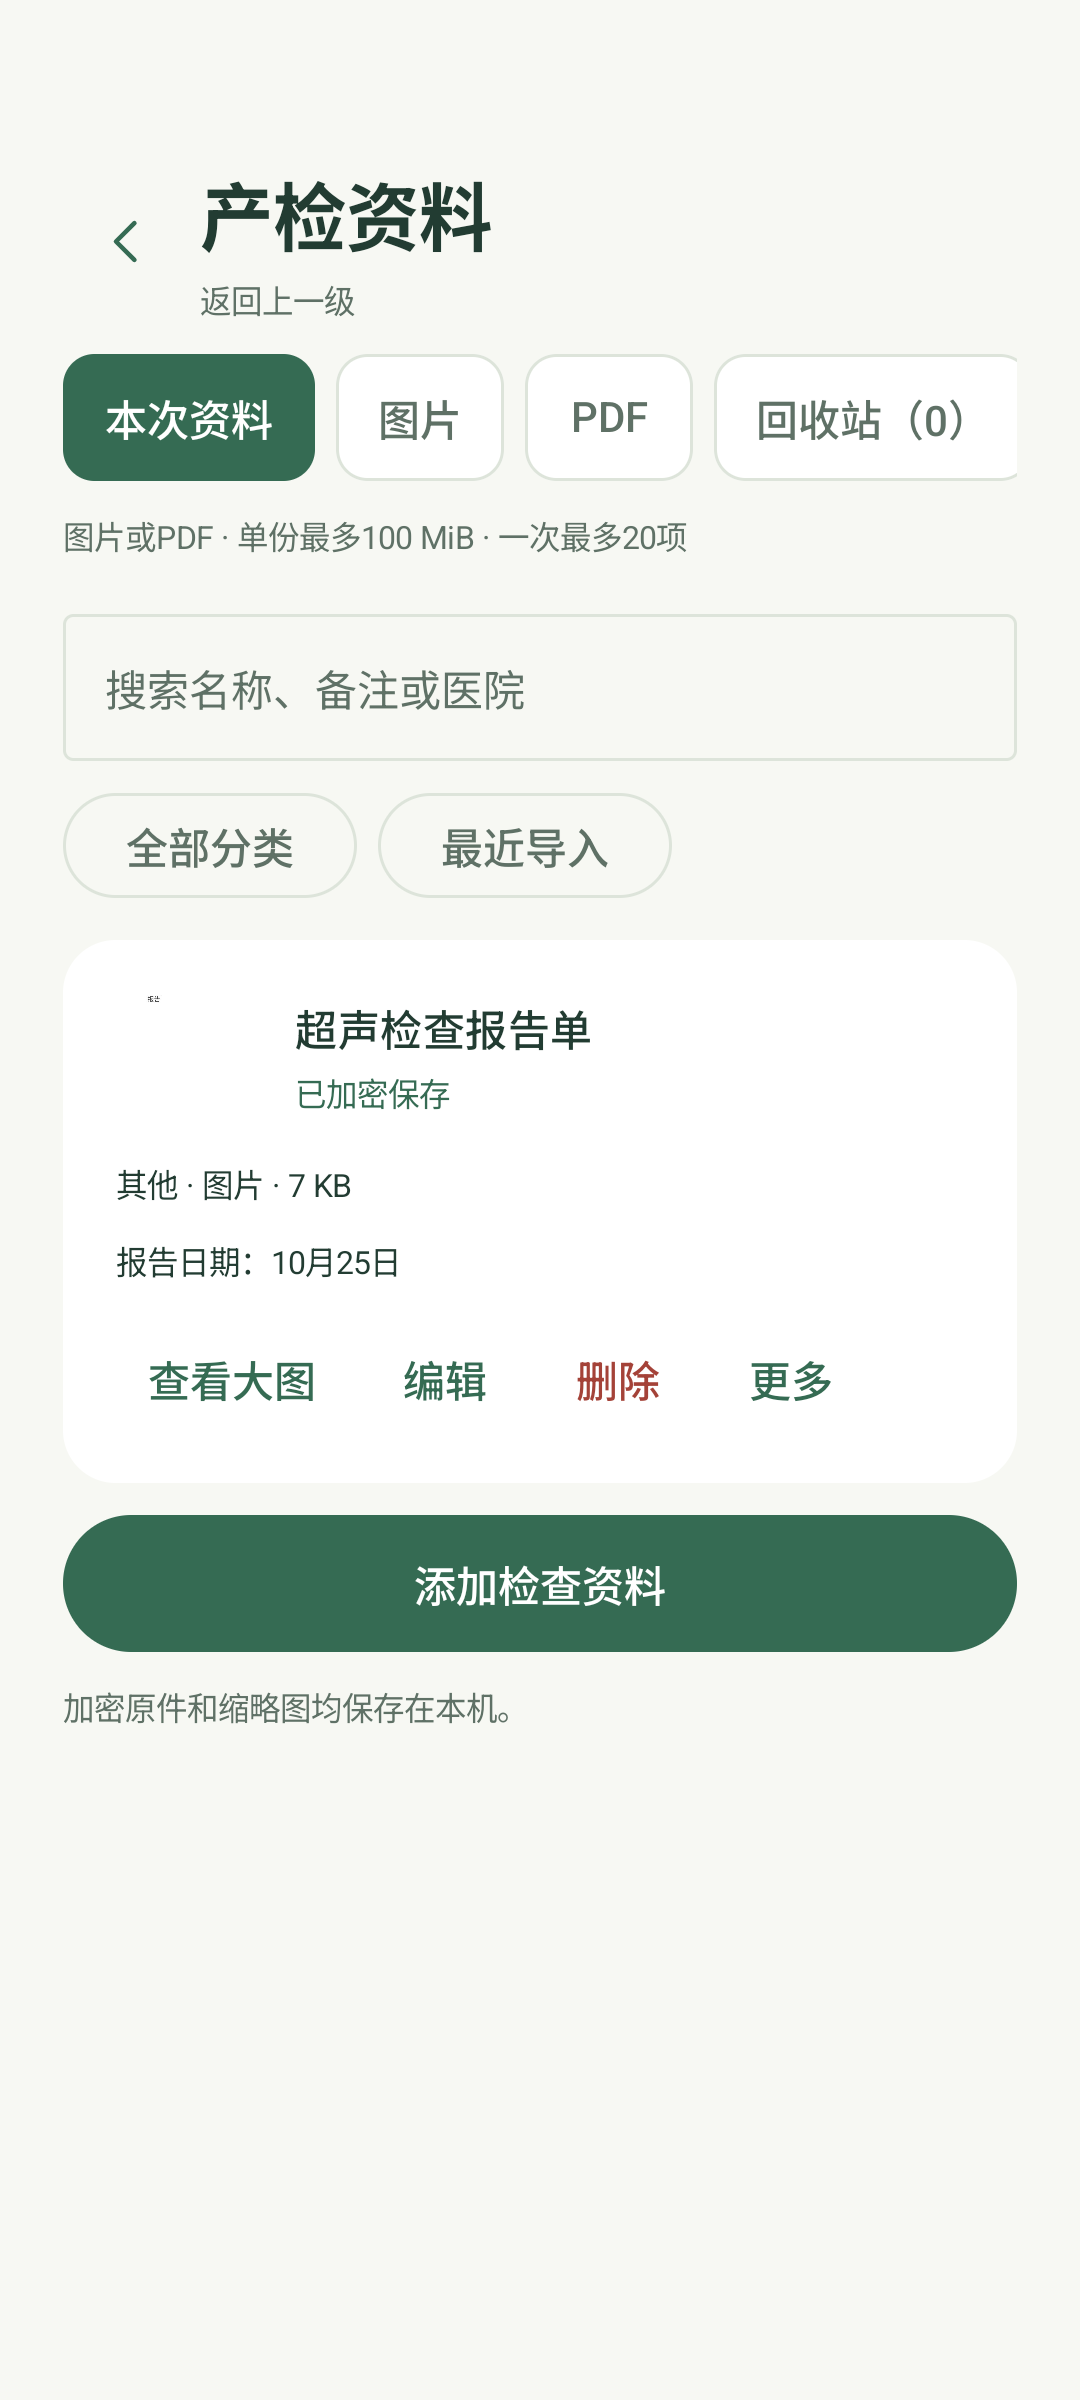 产检资料
返回上一级
本次资料 图片 PDF 回收站（0）
图片或PDF · 单份最多100 MiB · 一次最多20项
搜索名称、备注或医院
全部分类 最近导入
超声检查报告单
已加密保存
其他 · 图片 · 7 KB
报告日期：10月25日
查看大图 编辑 删除 更多
添加检查资料
加密原件和缩略图均保存在本机。